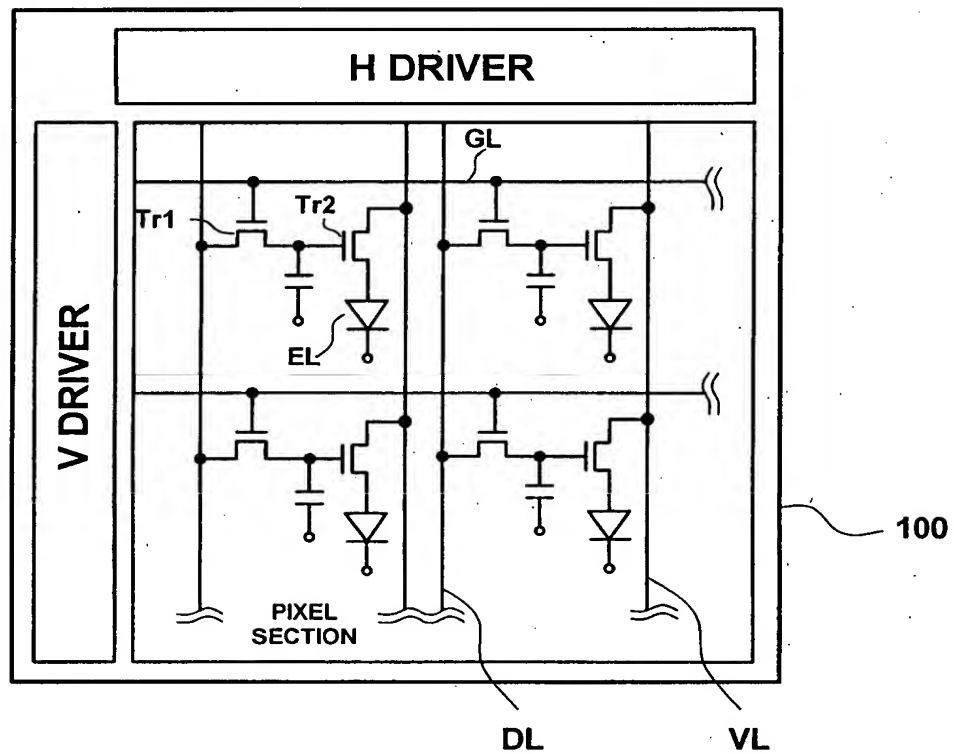 H DRIVER
V DRIVER
GL
Tr1
Tr2
EL
PIXEL
SECTION
100
DL
VL